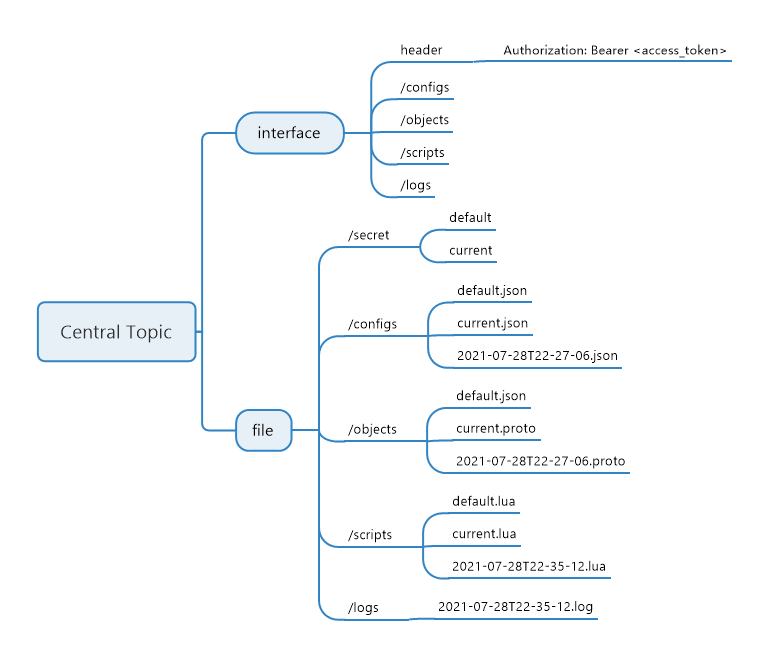 Central Topic
interface
header
Authorization: Bearer <access_token>
/configs
/objects
/scripts
/logs
file
/secret
default
current
/configs
default.json
current.json
2021-07-28T22-27-06.json
/objects
default.json
current.proto
2021-07-28T22-27-06.proto
/scripts
default.lua
current.lua
2021-07-28T22-35-12.lua
/logs
2021-07-28T22-35-12.log